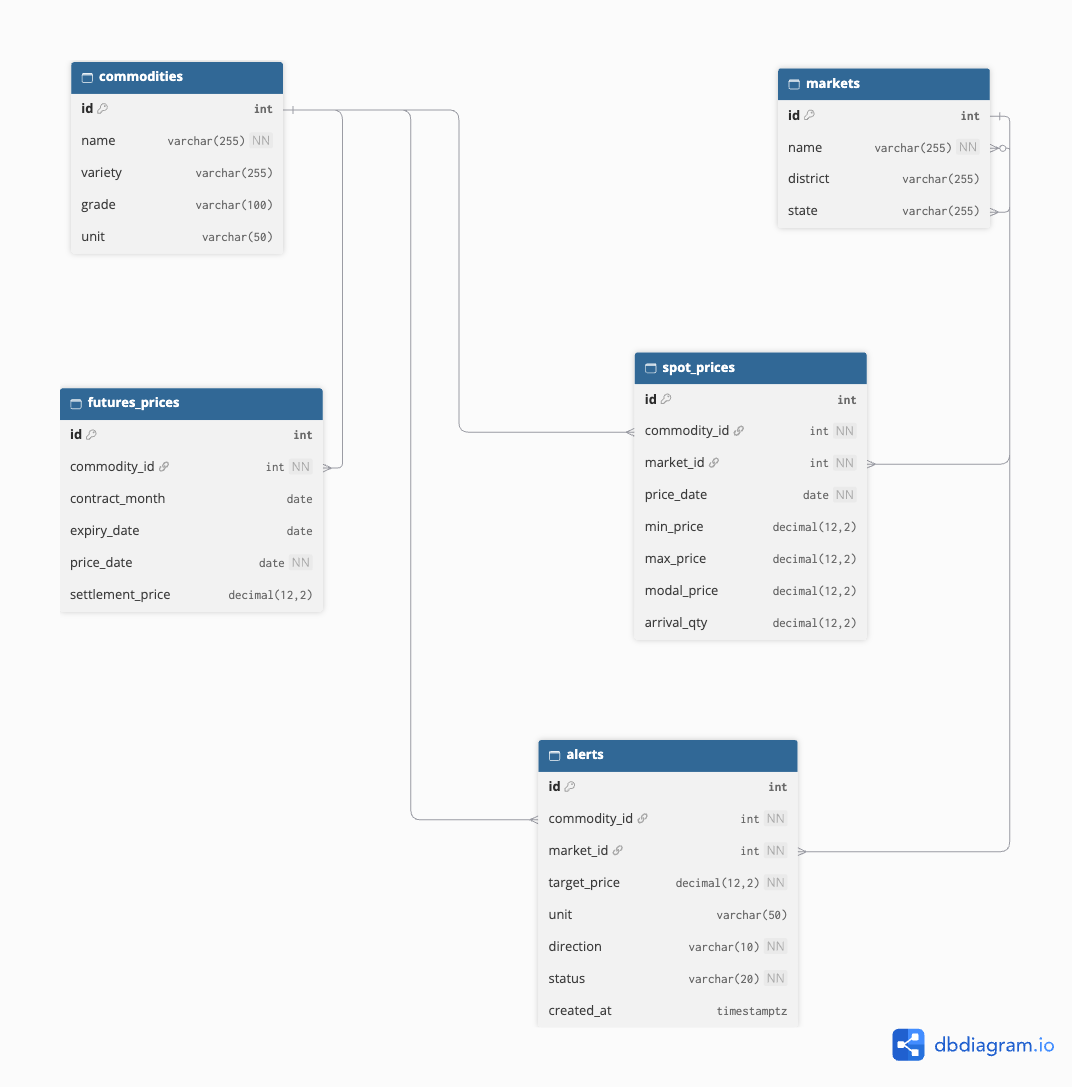 commodities
id int
name varchar(255) NN
variety varchar(255)
grade varchar(100)
unit varchar(50)
markets
id int
name varchar(255) NN
district varchar(255)
state varchar(255)
futures_prices
id int
commodity_id int NN
contract_month date
expiry_date date
price_date date NN
settlement_price decimal(12,2)
spot_prices
id int
commodity_id int NN
market_id int NN
price_date date NN
min_price decimal(12,2)
max_price decimal(12,2)
modal_price decimal(12,2)
arrival_qty decimal(12,2)
alerts
id int
commodity_id int NN
market_id int NN
target_price decimal(12,2) NN
unit varchar(50)
direction varchar(10) NN
status varchar(20) NN
created_at timestamptz
dbdiagram.io